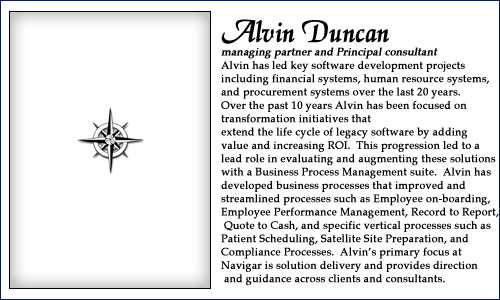 Alvin Duncan
managing partner and Principal consultant
Alvin has led key software development projects
including financial systems, human resource systems,
and procurement systems over the last 20 years.
Over the past 10 years Alvin has been focused on
transformation initiatives that
extend the life cycle of legacy software by adding
value and increasing ROI.  This progression led to a
lead role in evaluating and augmenting these solutions
with a Business Process Management suite.  Alvin has
developed business processes that improved and
streamlined processes such as Employee on-boarding,
Employee Performance Management, Record to Report,
Quote to Cash, and specific vertical processes such as
Patient Scheduling, Satellite Site Preparation, and
Compliance Processes.  Alvin's primary focus at
Navigar is solution delivery and provides direction
and guidance across clients and consultants.